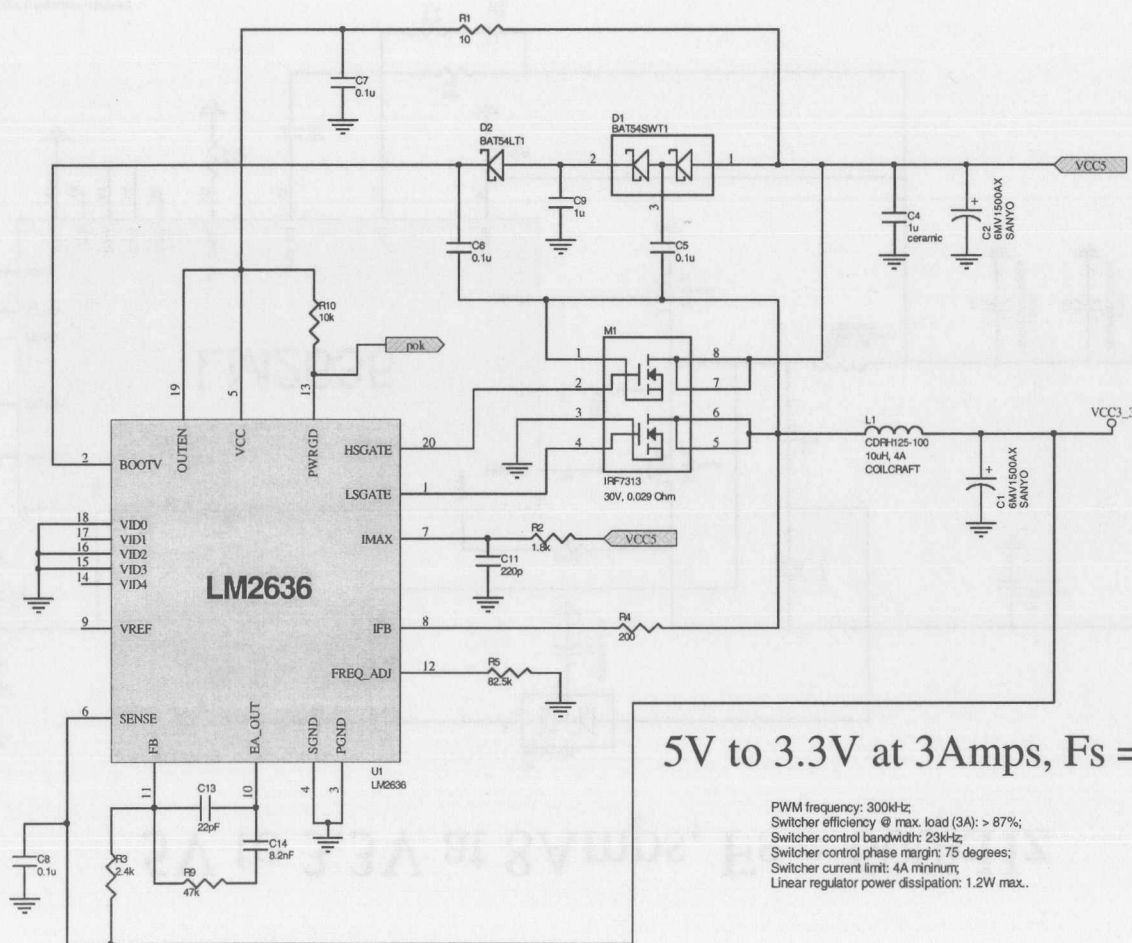 R1
10
C7
0.1u
D2
BAT54LT1
D1
BAT54SWT1
2
1
3
VCC5
C9
1u
C4
1u
ceramic
C2
6MV1500AX
SANYO
C6
0.1u
C5
0.1u
R10
10k
pok
M1
1
2
3
4
8
7
6
5
IRF7313
30V, 0.029 Ohm
19
5
13
OUTEN
VCC
PWRGD
2
BOOTV
HSGATE
20
LSGATE
1
L1
CDRH125-100
10uH, 4A
COILCRAFT
VCC3_3
C1
6MV1500AX
SANYO
18
VID0
17
VID1
16
VID2
15
VID3
14
VID4
IMAX
7
R2
1.8k
VCC5
C11
220p
LM2636
9
VREF
IFB
8
R4
200
FREQ_ADJ
12
R5
82.5k
6
SENSE
FB
EA_OUT
SGND
PGND
U1
LM2636
11
10
4
3
C13
22pF
C14
8.2nF
C8
0.1u
R3
2.4k
R9
47k
5V to 3.3V at 3Amps, Fs =
PWM frequency: 300kHz;
Switcher efficiency @ max. load (3A): > 87%;
Switcher control bandwidth: 23kHz;
Switcher control phase margin: 75 degrees;
Switcher current limit: 4A mininum;
Linear regulator power dissipation: 1.2W max..